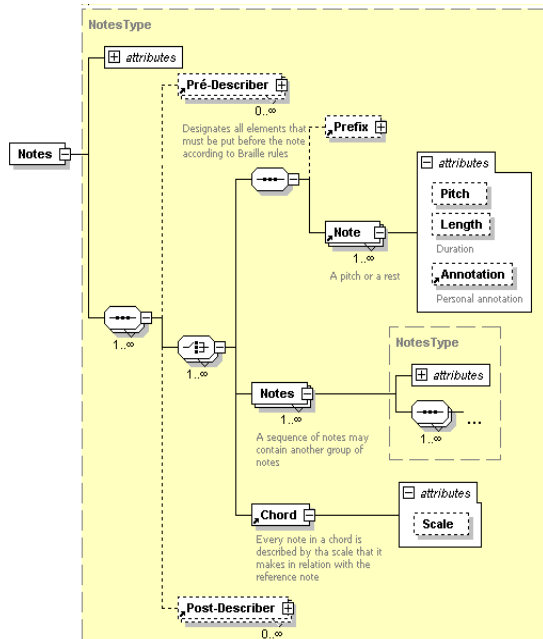 NotesType
attributes
Pré-Describer
0..∞
Designates all elements that
must be put before the note
according to Braille rules
Prefix
Notes
attributes
Pitch
Length
Duration
Annotation
Personal annotation
Note
1..∞
A pitch or a rest
1..∞
1..∞
NotesType
attributes
1..∞
...
Notes
1..∞
A sequence of notes may
contain another group of
notes
attributes
Scale
Chord
Every note in a chord is
described by tha scale that it
makes in relation with the
reference note
Post-Describer
0..∞